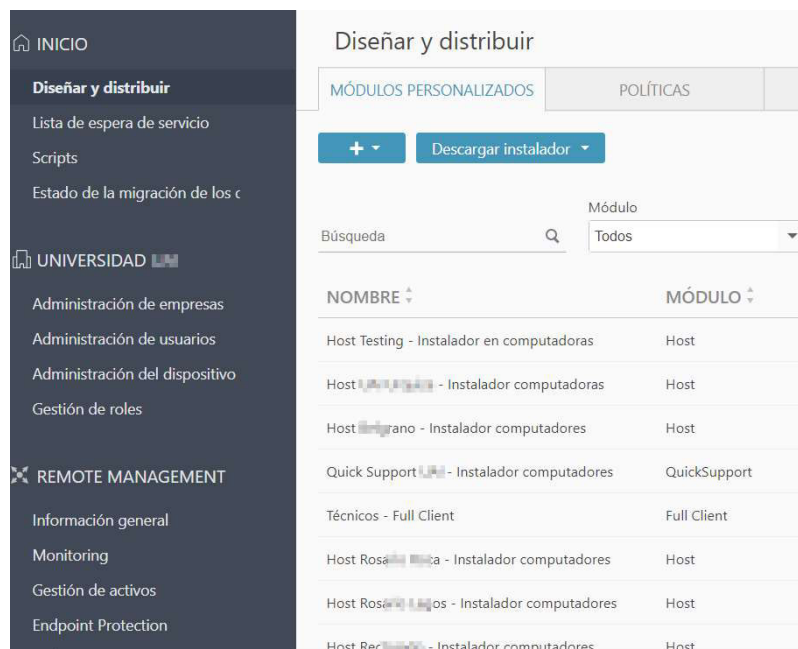 INICIO
Diseñar y distribuir
Lista de espera de servicio
Scripts
Estado de la migración de los
UNIVERSIDAD
Administración de empresas
Administración de usuarios
Administración del dispositivo
Gestión de roles
REMOTE MANAGEMENT
Información general
Monitoring
Gestión de activos
Endpoint Protection
Diseñar y distribuir
MÓDULOS PERSONALIZADOS POLÍTICAS
+ Descargar instalador
Módulo
Búsqueda Todos
NOMBRE MÓDULO
Host Testing - Instalador en computadoras Host
Host - Instalador computadoras Host
Host - Instalador computadores Host
Quick Support - Instalador computadores QuickSupport
Técnicos - Full Client Full Client
Host - Instalador computadores Host
Host - Instalador computadores Host
Host - Instalador computadores Host